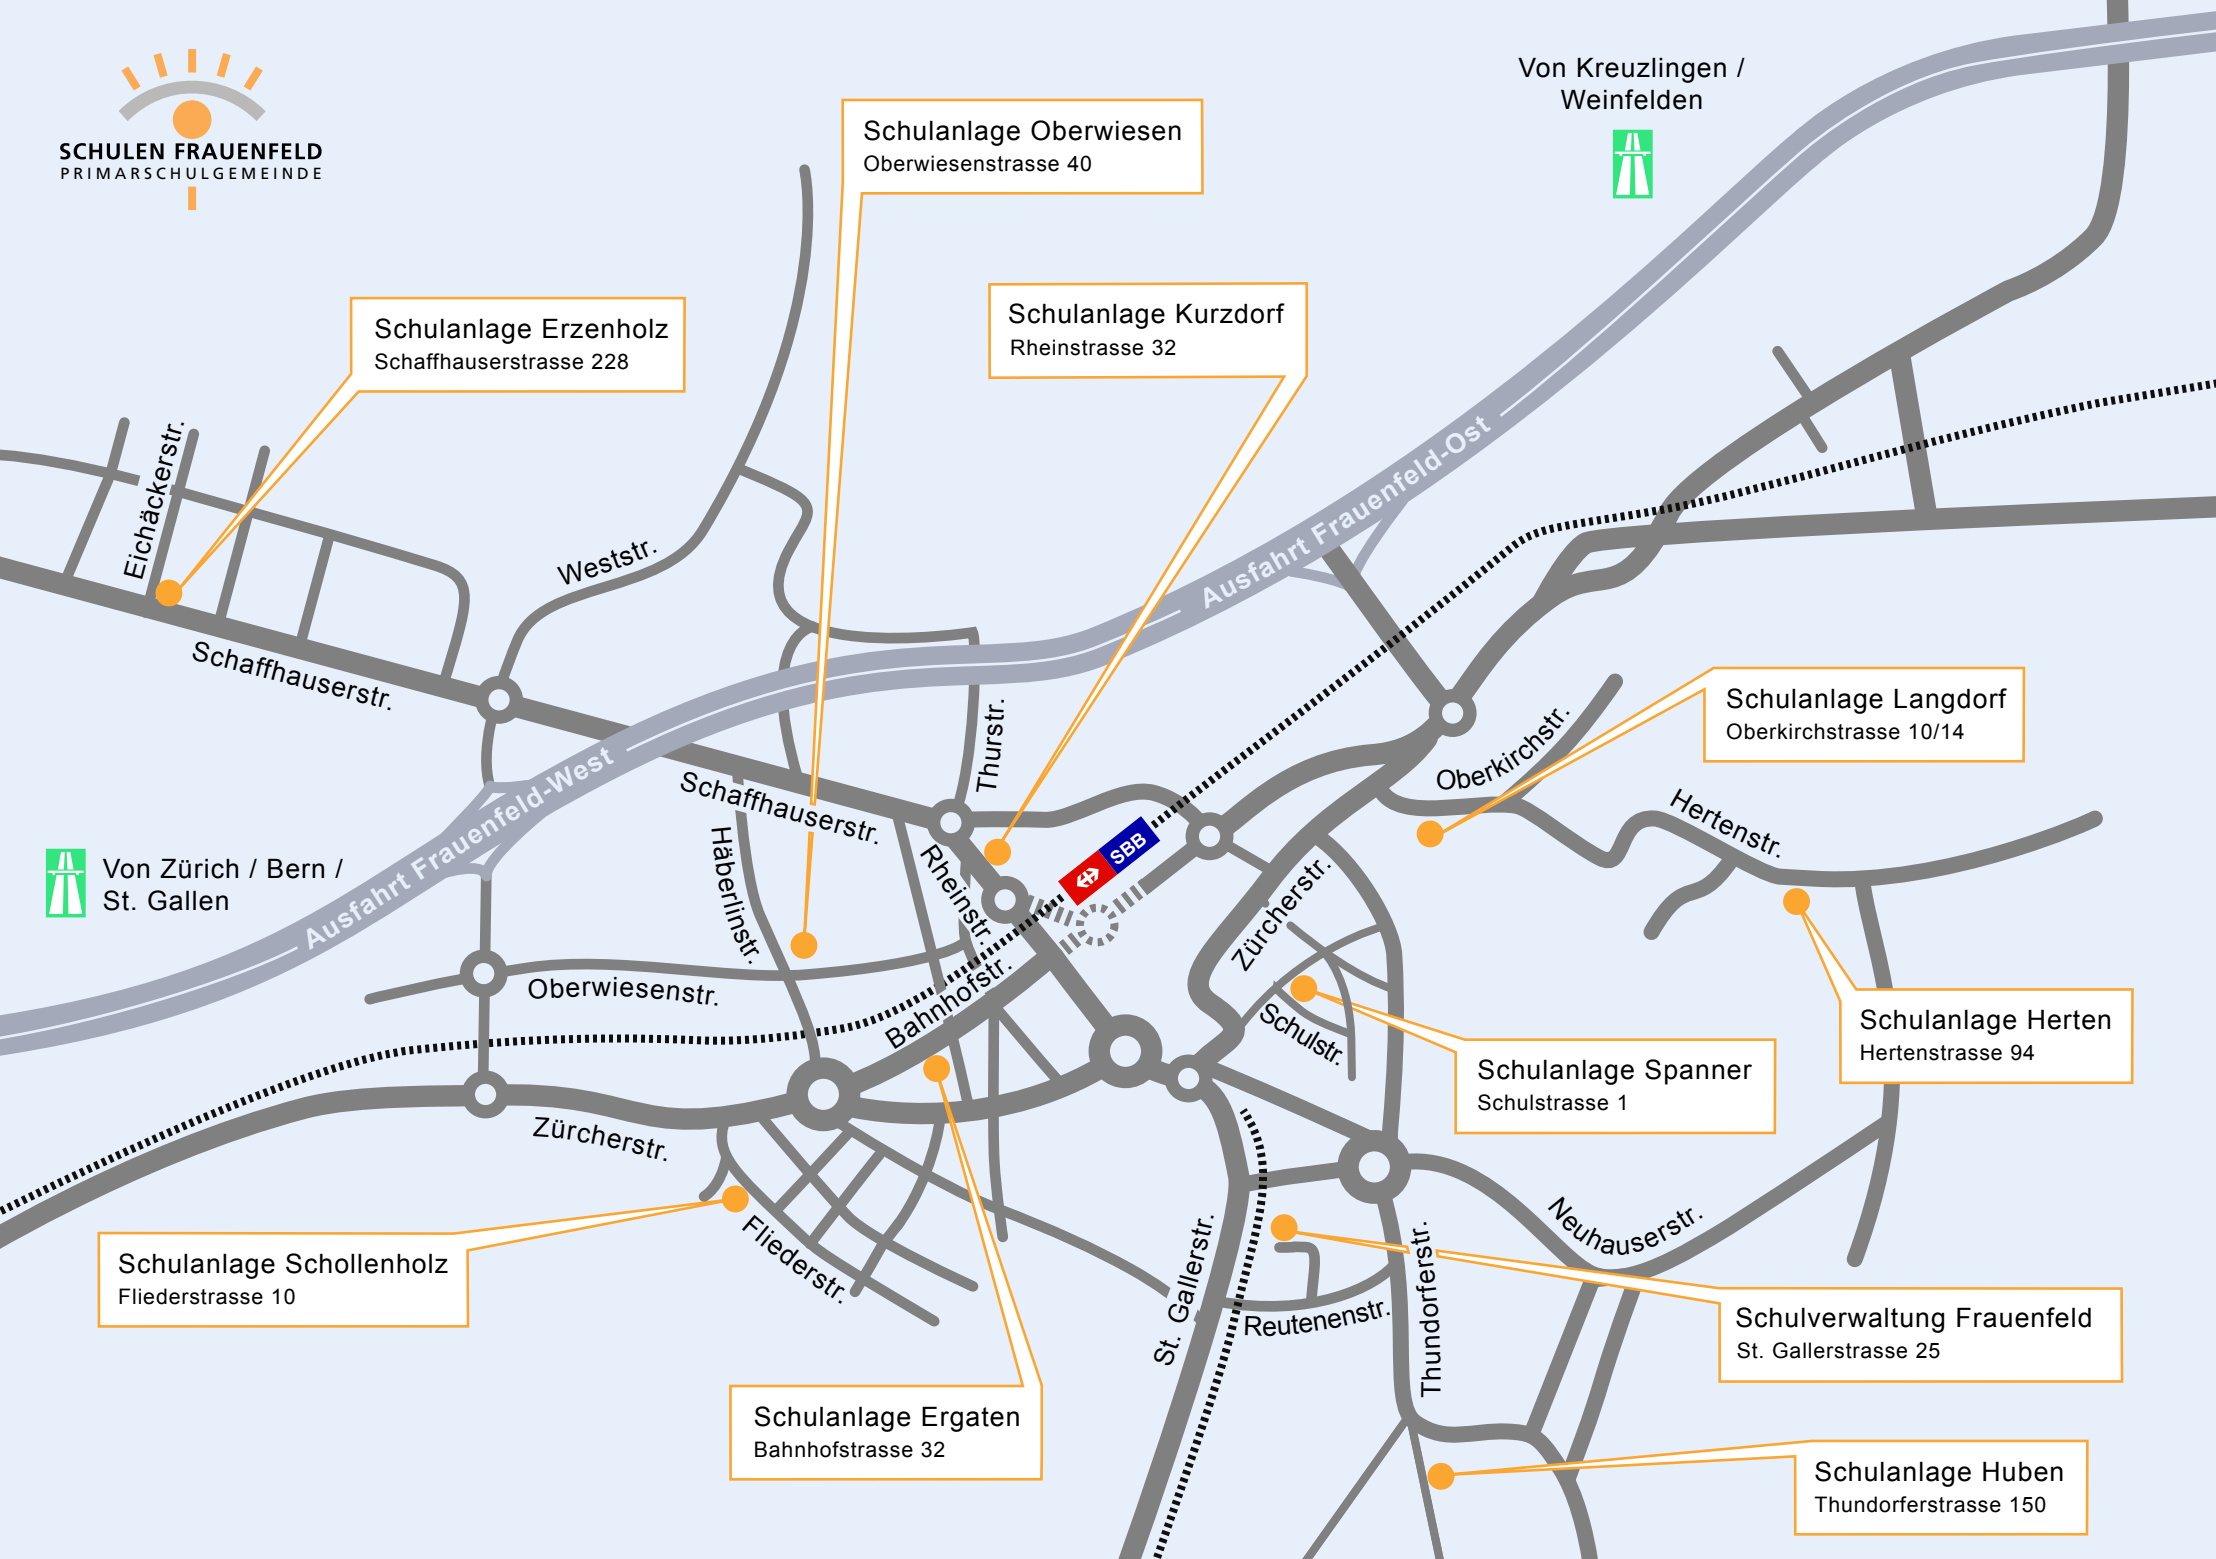 SCHULEN FRAUENFELD
PRIMARSCHULGEMEINDE
Von Kreuzlingen /
Weinfelden
Schulanlage Oberwiesen
Oberwiesenstrasse 40
Schulanlage Erzenholz
Schaffhauserstrasse 228
Schulanlage Kurzdorf
Rheinstrasse 32
Eichäckerstr.
Weststr.
Ausfahrt Frauenfeld-Ost
Schaffhauserstr.
Schulanlage Langdorf
Oberkirchstrasse 10/14
Thurstr.
Oberkirchstr.
Ausfahrt Frauenfeld-West
Schaffhauserstr.
Hertenstr.
Von Zürich / Bern /
St. Gallen
Häberlinstr.
Rheinstr.
SBB
Zürcherstr.
Oberwiesenstr.
Bahnhofstr.
Schulstr.
Schulanlage Herten
Hertenstrasse 94
Schulanlage Spanner
Schulstrasse 1
Zürcherstr.
Schulanlage Schollenholz
Fliederstrasse 10
Fliederstr.
St. Gallerstr.
Reutenenstr.
Thundorferstr.
Neuhauserstr.
Schulverwaltung Frauenfeld
St. Gallerstrasse 25
Schulanlage Ergaten
Bahnhofstrasse 32
Schulanlage Huben
Thundorferstrasse 150